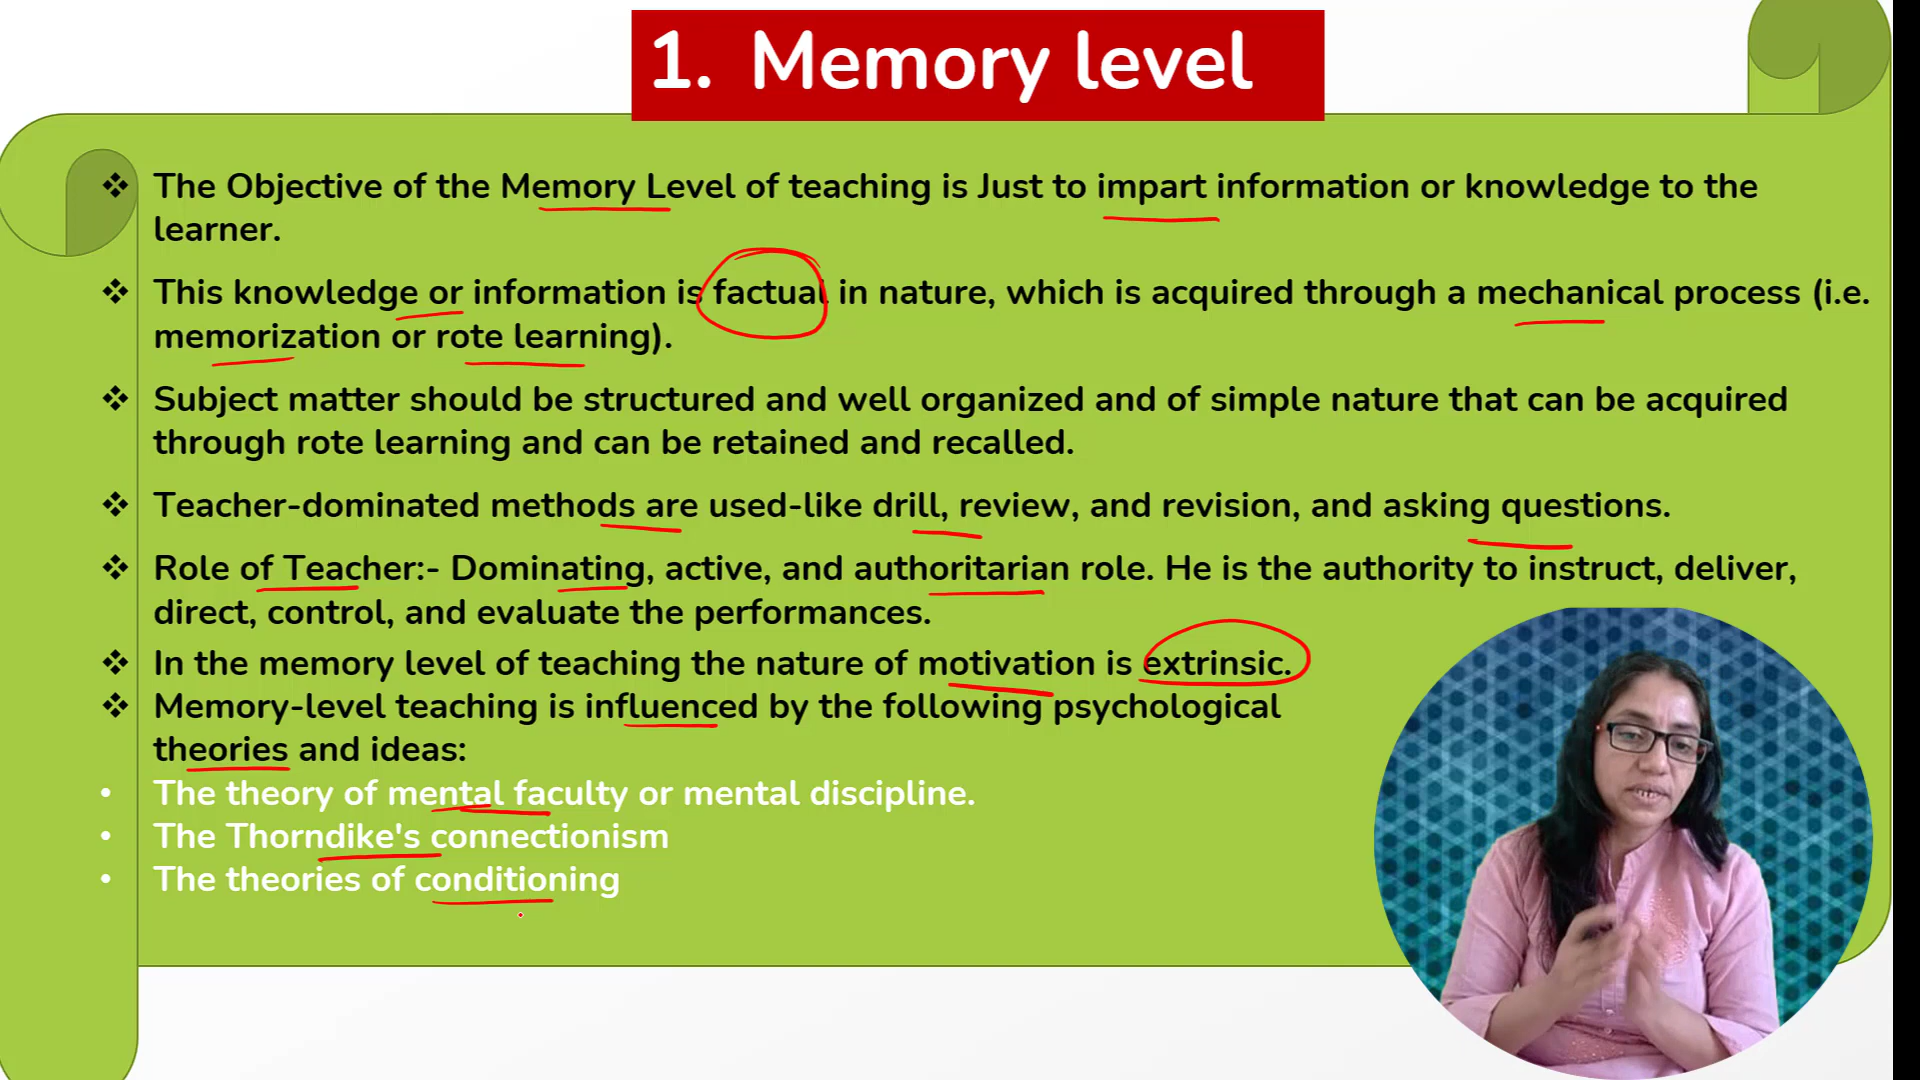 1. Memory level
❖ The Objective of the Memory Level of teaching is Just to impart information or knowledge to the
learner.
❖ This knowledge or information is factual in nature, which is acquired through a mechanical process (i.e.
memorization or rote learning).
❖ Subject matter should be structured and well organized and of simple nature that can be acquired
through rote learning and can be retained and recalled.
❖ Teacher-dominated methods are used-like drill, review, and revision, and asking questions.
❖ Role of Teacher:- Dominating, active, and authoritarian role. He is the authority to instruct, deliver,
direct, control, and evaluate the performances.
❖ In the memory level of teaching the nature of motivation is extrinsic.
❖ Memory-level teaching is influenced by the following psychological
theories and ideas:
• The theory of mental faculty or mental discipline.
• The Thorndike's connectionism
• The theories of conditioning